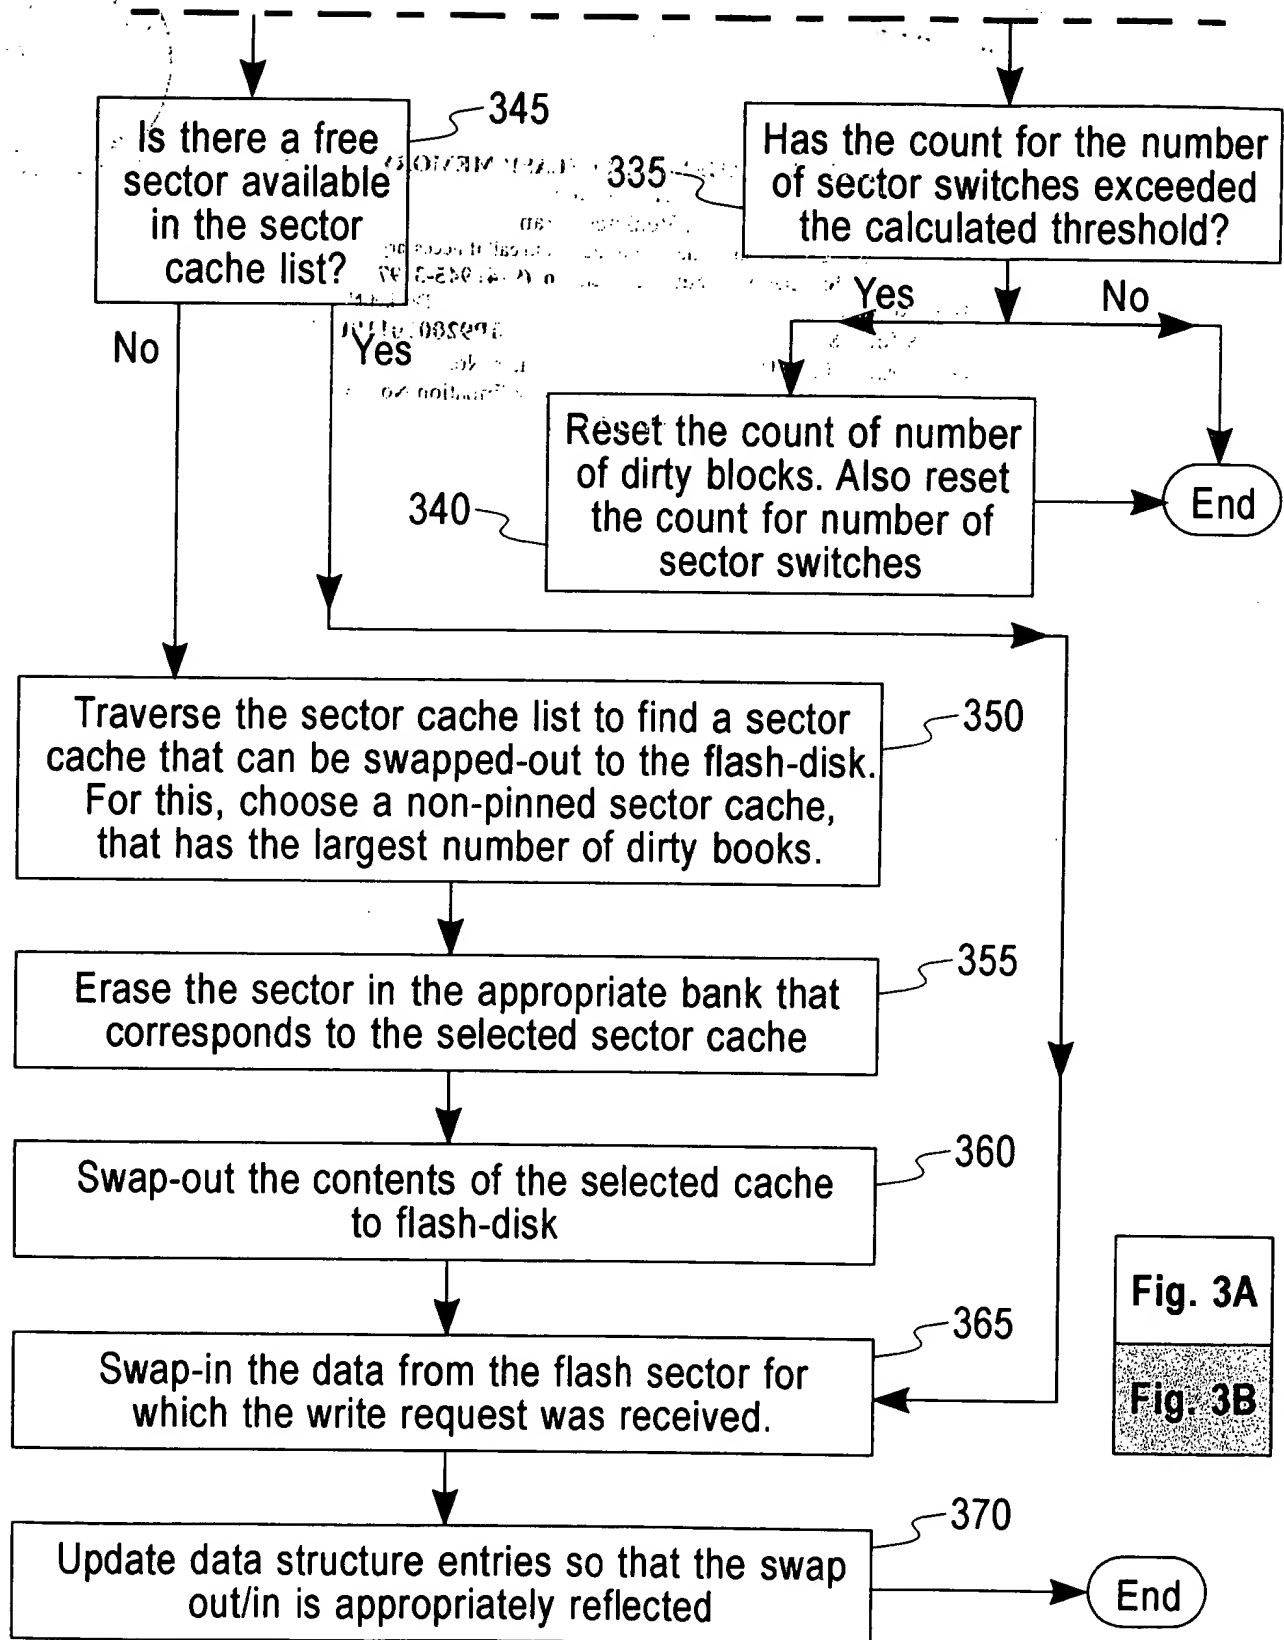 Is there a free
sector available
in the sector
cache list?
345
335
Has the count for the number
of sector switches exceeded
the calculated threshold?
No
Yes
Yes
No
340
Reset the count of number
of dirty blocks. Also reset
the count for number of
sector switches
End
Traverse the sector cache list to find a sector
cache that can be swapped-out to the flash-disk.
For this, choose a non-pinned sector cache,
that has the largest number of dirty books.
350
Erase the sector in the appropriate bank that
corresponds to the selected sector cache
355
Swap-out the contents of the selected cache
to flash-disk
360
Swap-in the data from the flash sector for
which the write request was received.
365
Fig. 3A
Fig. 3B
Update data structure entries so that the swap
out/in is appropriately reflected
370
End